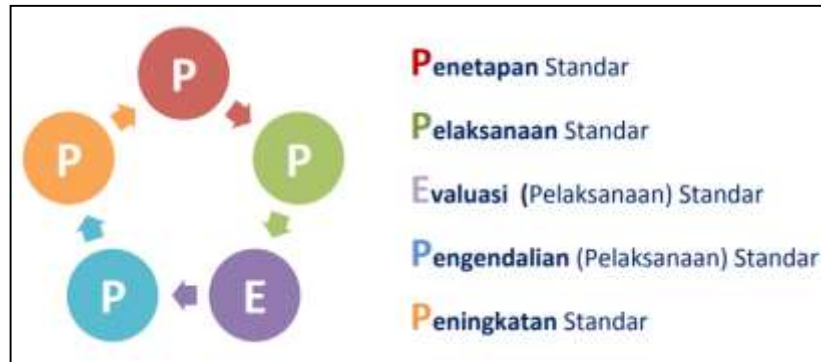 P
P
E
P
P
Penetapan Standar
Pelaksanaan Standar
Evaluasi (Pelaksanaan) Standar
Pengendalian (Pelaksanaan) Standar
Peningkatan Standar